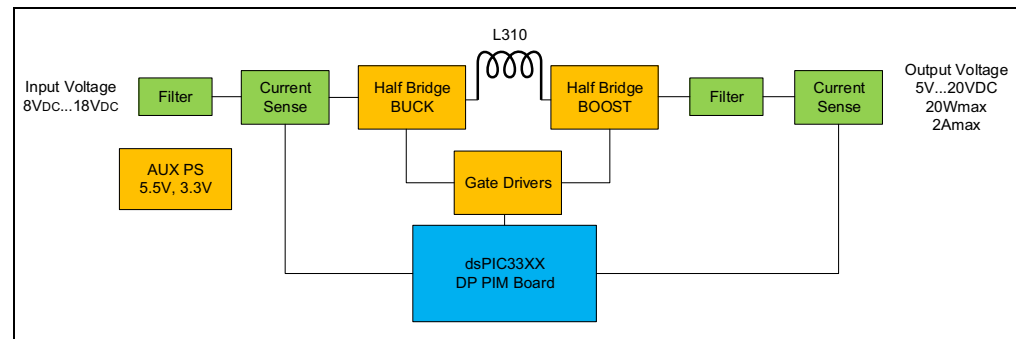 L310
Input Voltage
8VDC...18VDC
Filter
Current
Sense
Half Bridge
BUCK
Half Bridge
BOOST
Filter
Current
Sense
Output Voltage
5V...20VDC
20Wmax
2Amax
AUX PS
5.5V, 3.3V
Gate Drivers
dsPIC33XX
DP PIM Board